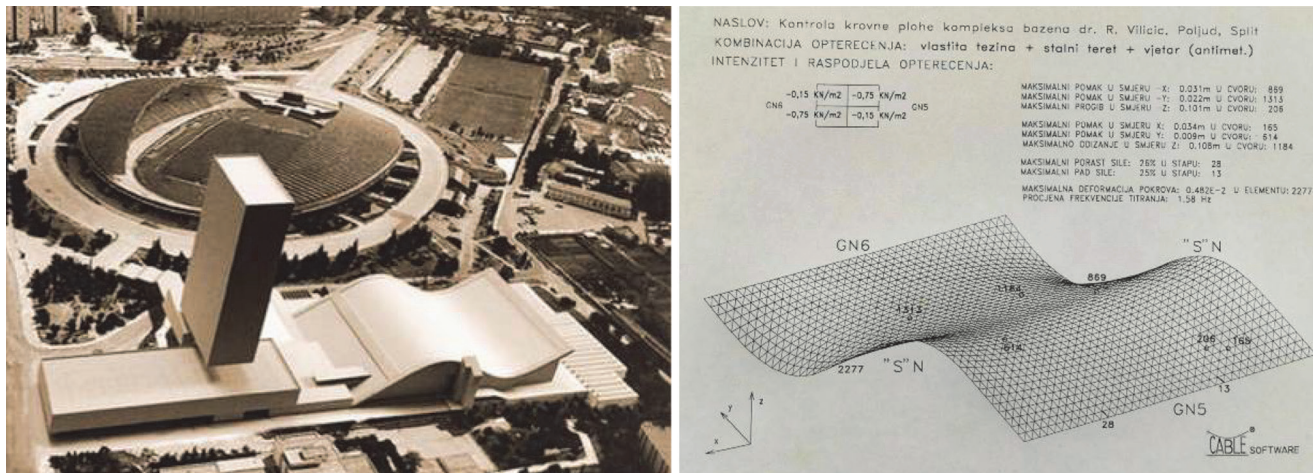 NASLOV: Kontrola krovne plohe kompleksa bazena dr. R. Vilicic, Poljud, Split
KOMBINACIJA OPTERECENJA: vlastita tezina + stalni teret + vjetor (antimet.)
INTENZITET I RASPODJELA OPTERECENJA:
-0,15 KN/m2 -0,75 KN/m2
GN6 GN5
-0,75 KN/m2 -0,15 KN/m2
MAKSIMALNI POMAK U SMJERU -X: 0.031m U CVORU: 869
MAKSIMALNI POMAK U SMJERU -Y: 0.022m U CVORU: 1313
MAKSIMALNI PROGIB U SMJERU -Z: 0.101m U CVORU: 206
MAKSIMALNI POMAK U SMJERU X: 0.034m U CVORU: 165
MAKSIMALNI POMAK U SMJERU Y: 0.009m U CVORU: 614
MAKSIMALNO ODIZANJE U SMJERU Z: 0.108m U CVORU: 1184
MAKSIMALNI PORAST SILE: 26% U STAPU: 28
MAKSIMALNI PAD SILE: 25% U STAPU: 13
MAKSIMALNA DEFORMACIJA POKROVA: 0.482E-2 U ELEMENTU: 2277
PROCJENA FREKVENCIJE TITRANJA: 1.58 Hz
GN6
"S"N
869
1184
1313
614
206 165
2277
"S"N
13
GN5
28
z
y
x
CABLE SOFTWARE